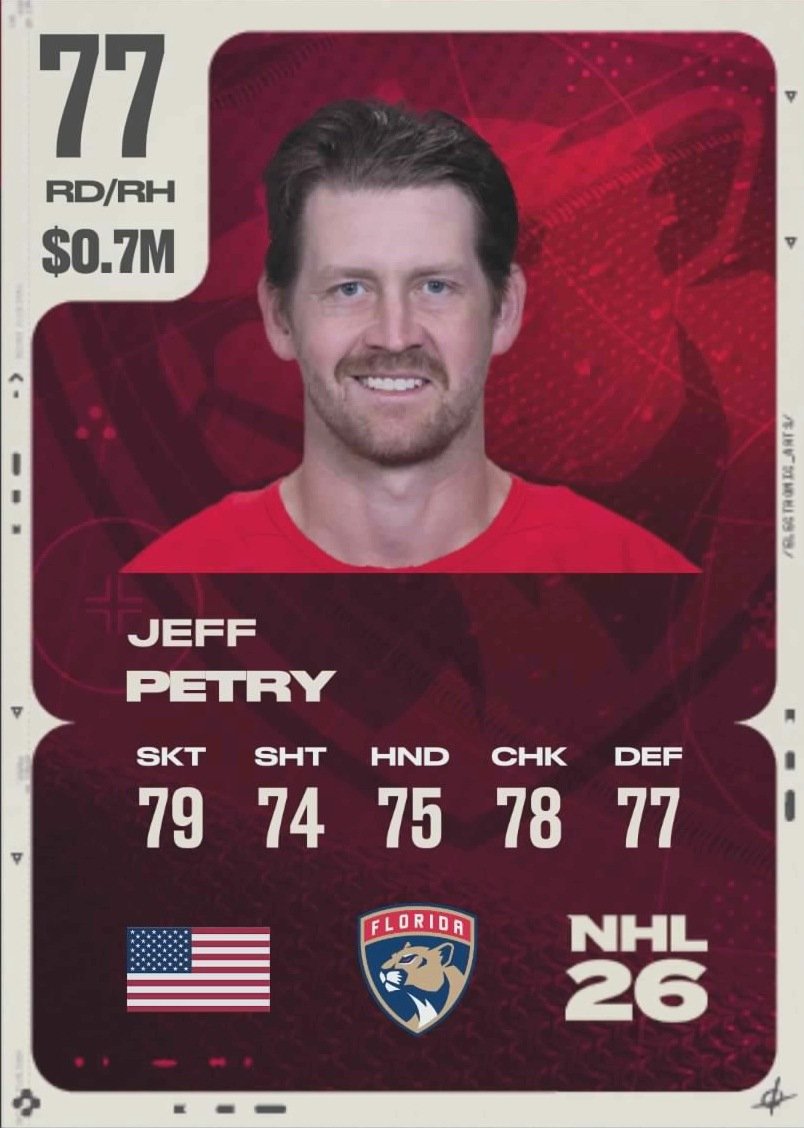 77
RD/RH
$0.7M
JEFF
PETRY
SKT SHT HND CHK DEF
79 74 75 78 77
FLORIDA
NHL
26
/ELECTRONIC_ARTS/